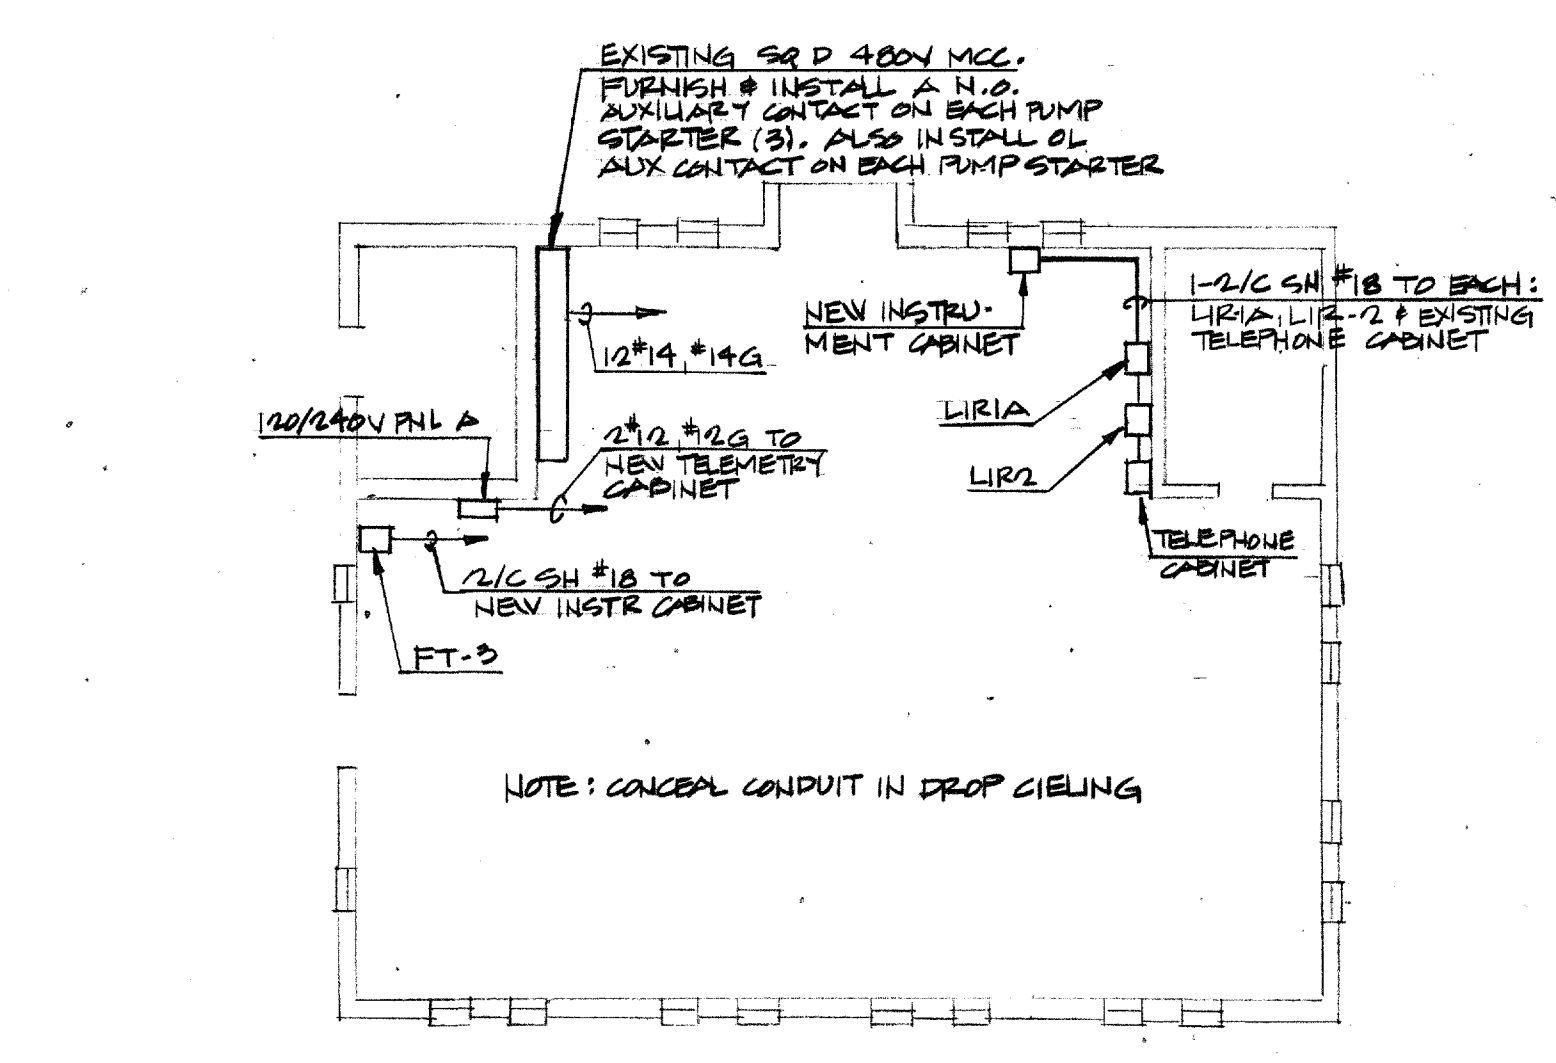 EXISTING SQ D 480V MCC.
FURNISH & INSTALL A N.O.
AUXILIARY CONTACT ON EACH PUMP
STARTER (3). ALSO INSTALL OL
AUX CONTACT ON EACH PUMP STARTER
12#14, #14G
NEW INSTRU-
MENT CABINET
1-2/C SH #18 TO EACH:
LIR1A, LIR-2 & EXISTING
TELEPHONE CABINET
LIR1A
120/240V PNL A
2#12, #12G TO
NEW TELEMETRY
CABINET
LIR2
TELEPHONE
CABINET
2/C SH #18 TO
NEW INSTR CABINET
FT-3
NOTE: CONCEAL CONDUIT IN DROP CIELING